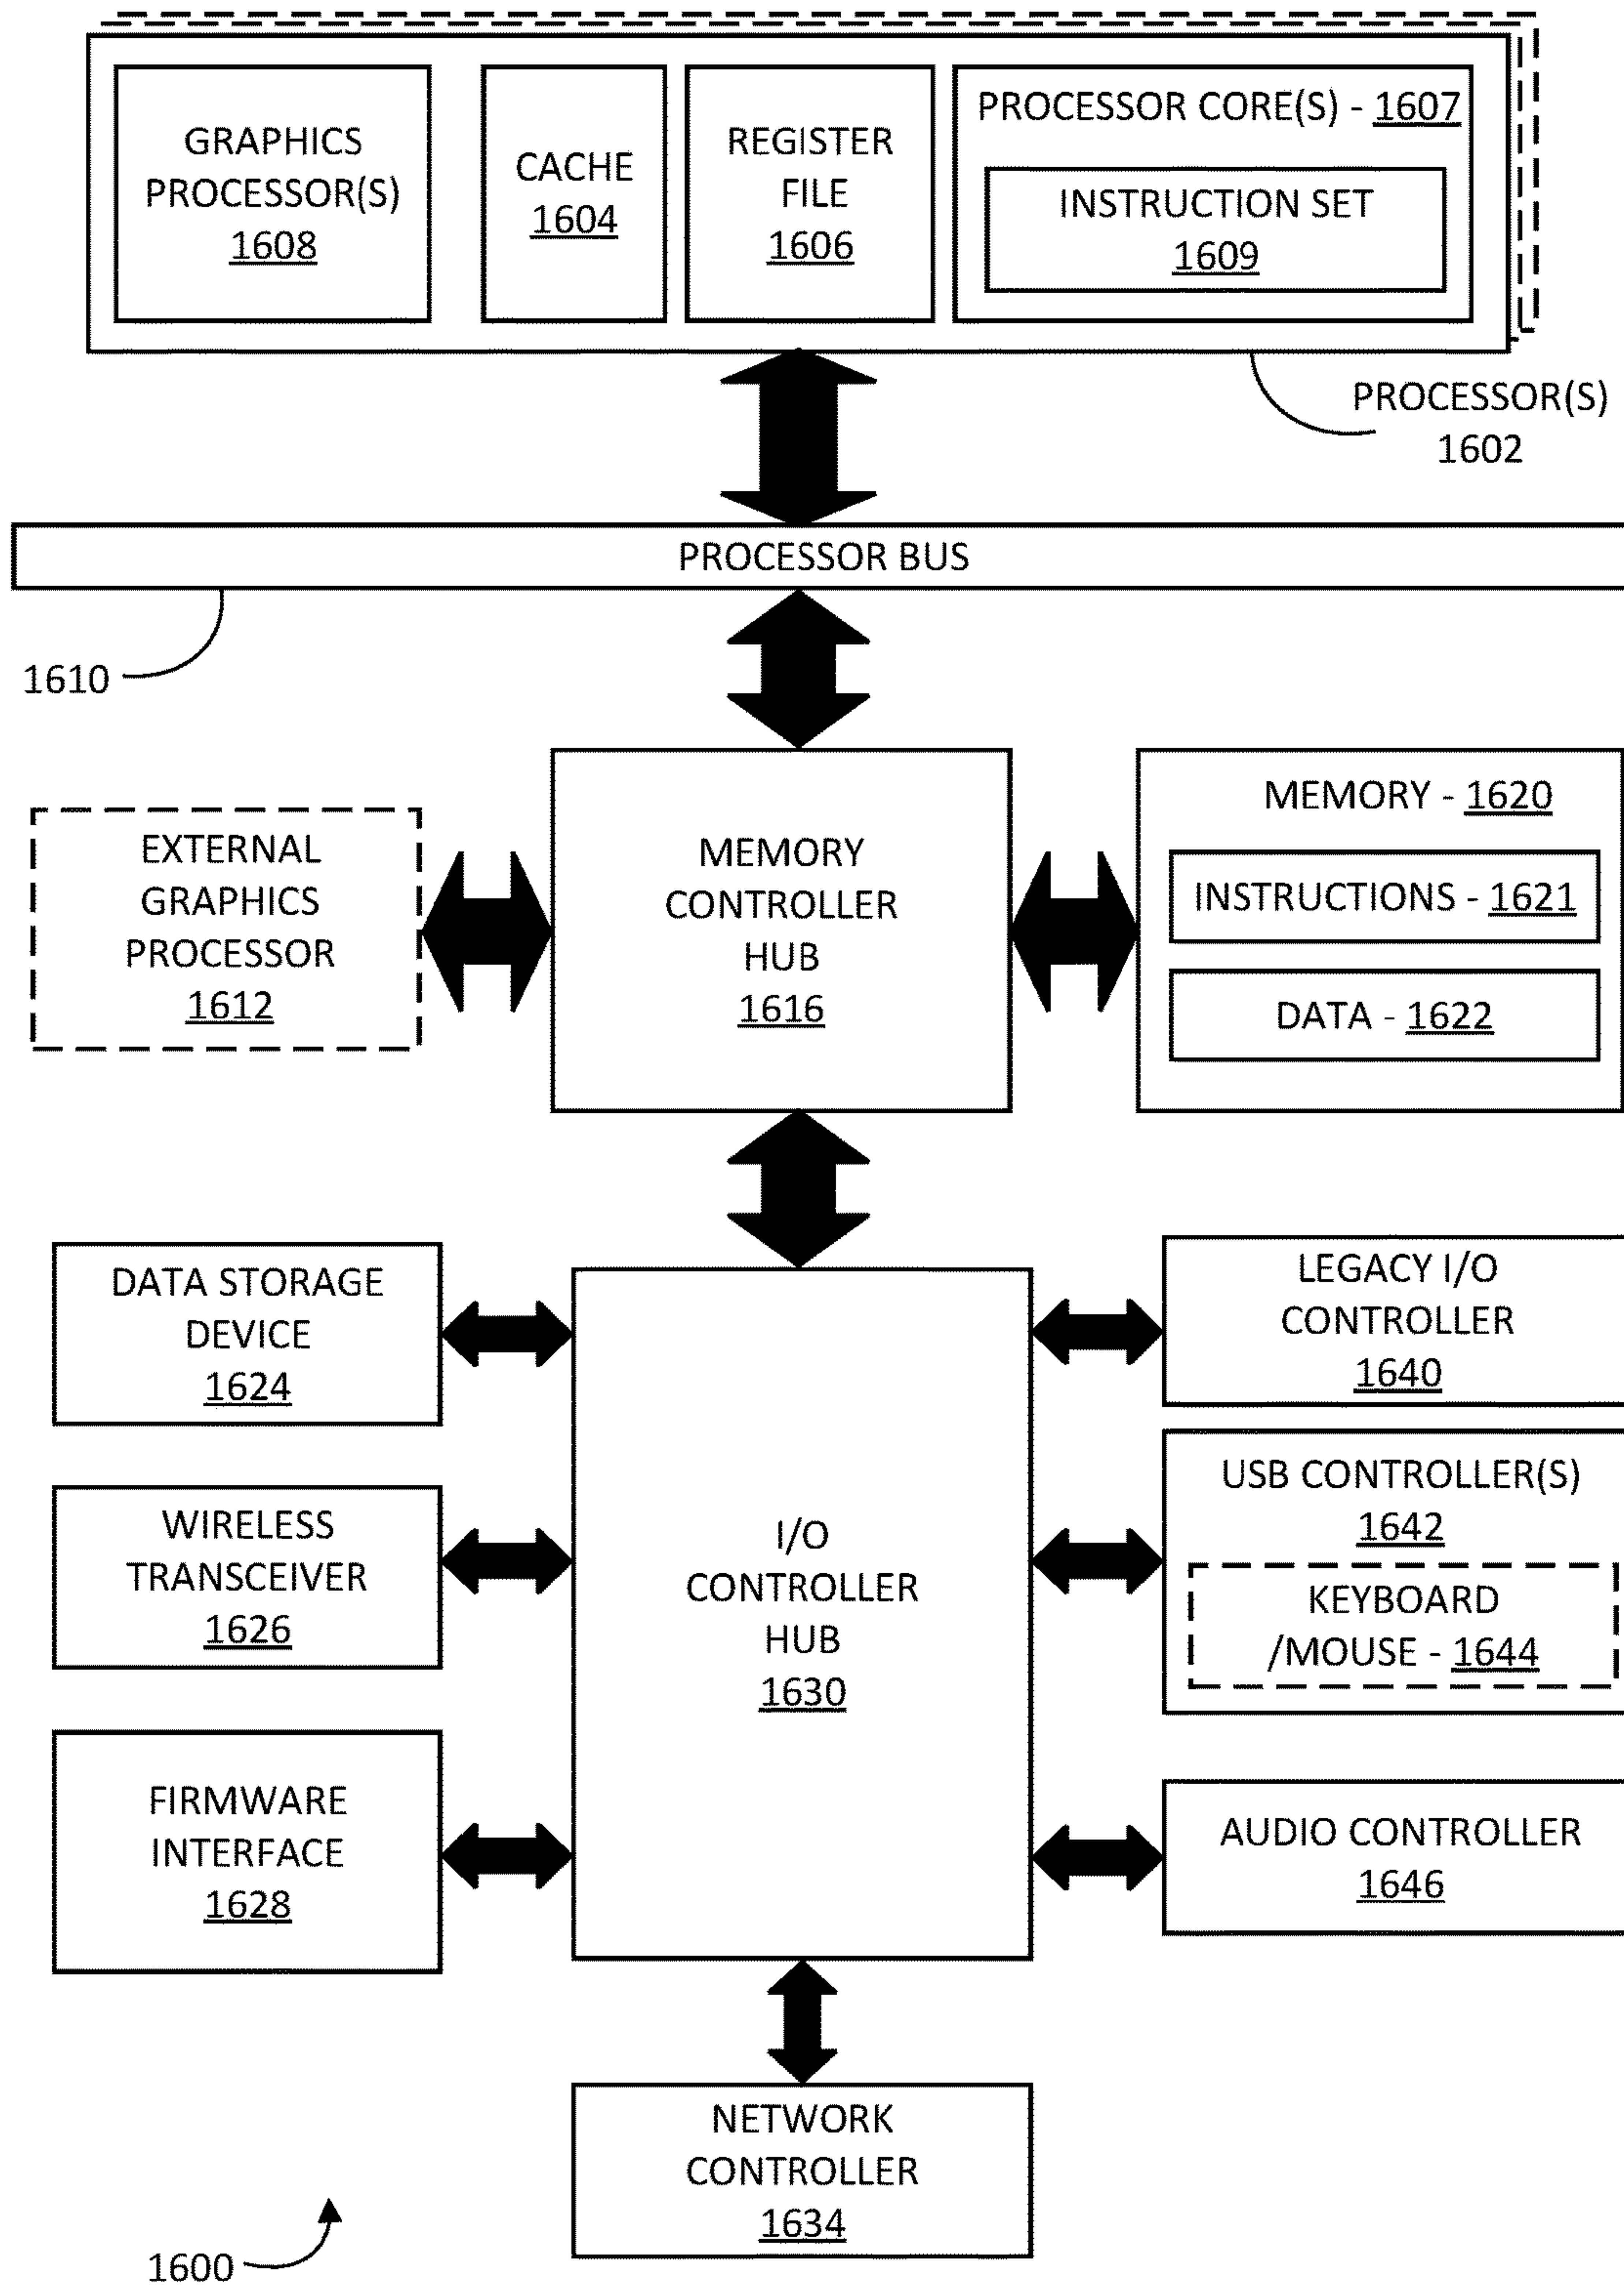 GRAPHICS
PROCESSOR(S)
1608
CACHE
1604
REGISTER
FILE
1606
PROCESSOR CORE(S) - 1607
INSTRUCTION SET
1609
PROCESSOR(S)
1602
PROCESSOR BUS
1610
EXTERNAL
GRAPHICS
PROCESSOR
1612
MEMORY
CONTROLLER
HUB
1616
MEMORY - 1620
INSTRUCTIONS - 1621
DATA - 1622
DATA STORAGE
DEVICE
1624
WIRELESS
TRANSCEIVER
1626
FIRMWARE
INTERFACE
1628
I/O
CONTROLLER
HUB
1630
LEGACY I/O
CONTROLLER
1640
USB CONTROLLER(S)
1642
KEYBOARD
/MOUSE - 1644
AUDIO CONTROLLER
1646
NETWORK
CONTROLLER
1634
1600